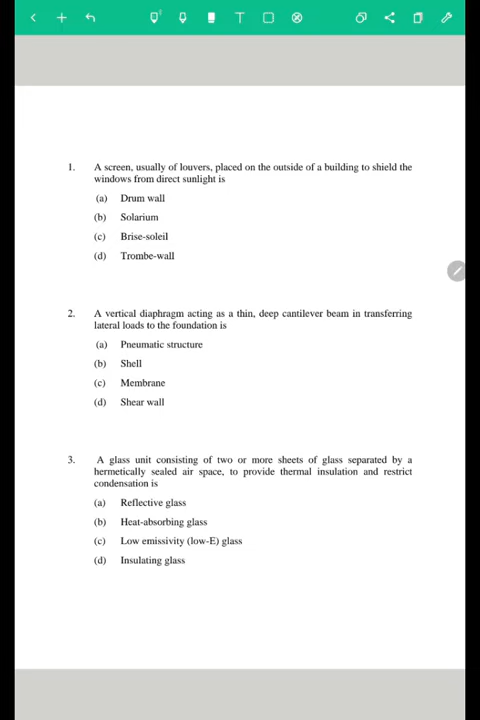 1. A screen, usually of louvers, placed on the outside of a building to shield the
windows from direct sunlight is
(a) Drum wall
(b) Solarium
(c) Brise-soleil
(d) Trombe-wall
2. A vertical diaphragm acting as a thin, deep cantilever beam in transferring
lateral loads to the foundation is
(a) Pneumatic structure
(b) Shell
(c) Membrane
(d) Shear wall
3. A glass unit consisting of two or more sheets of glass separated by a
hermetically sealed air space, to provide thermal insulation and restrict
condensation is
(a) Reflective glass
(b) Heat-absorbing glass
(c) Low emissivity (low-E) glass
(d) Insulating glass